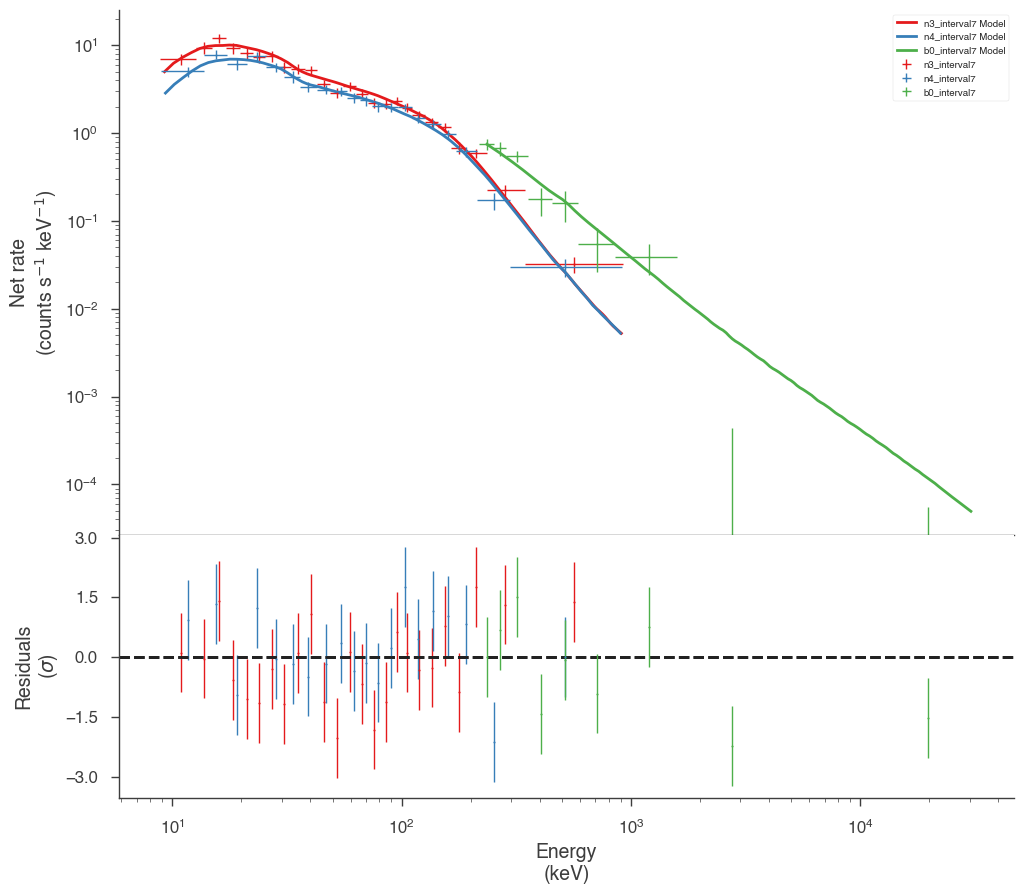 n3_interval7 Model
n4_interval7 Model
b0_interval7 Model
n3_interval7
n4_interval7
b0_interval7
Net rate
(counts s⁻¹ keV⁻¹)
10¹
10⁰
10⁻¹
10⁻²
10⁻³
10⁻⁴
Residuals
(σ)
3.0
1.5
0.0
−1.5
−3.0
10¹ 10² 10³ 10⁴
Energy
(keV)